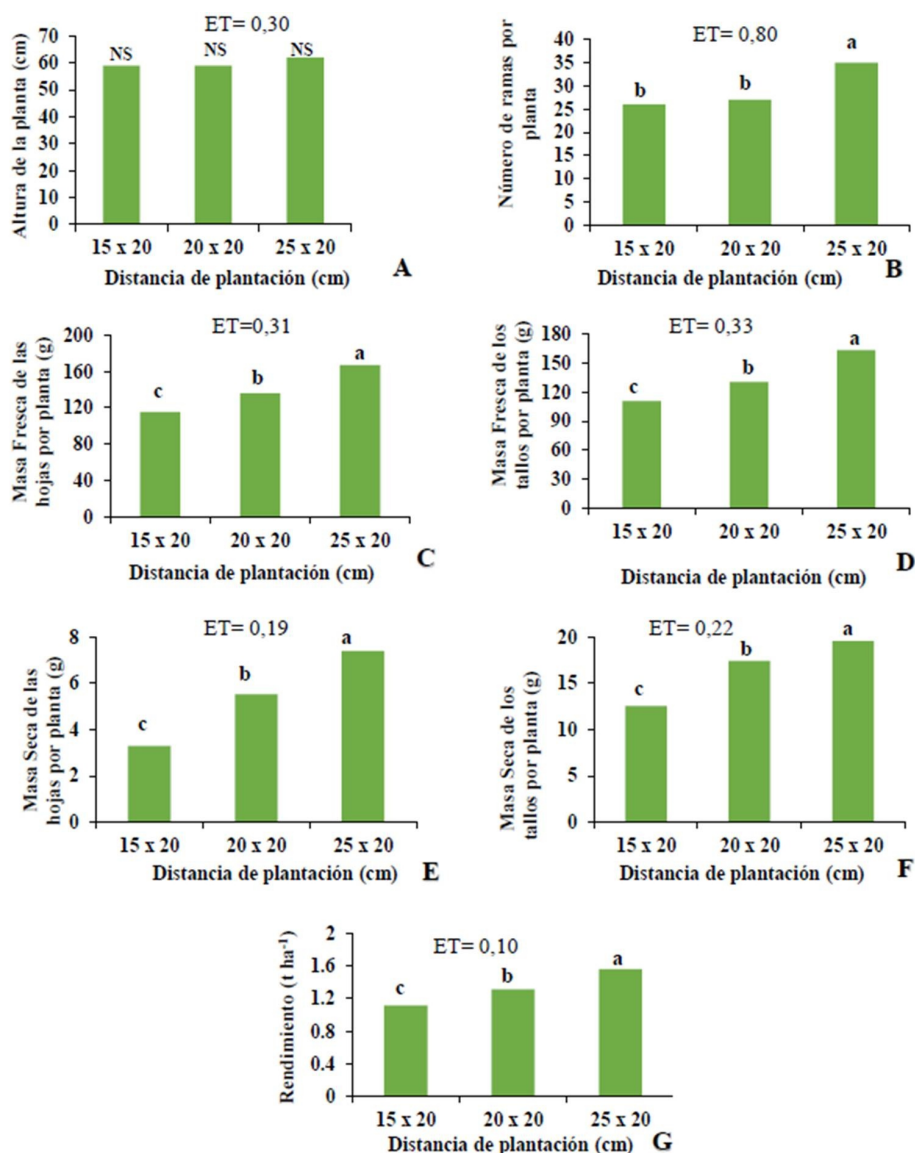 ET= 0,30
Altura de la planta (cm)
70
60
50
40
30
20
10
0
NS NS NS
15 x 20 20 x 20 25 x 20
Distancia de plantación (cm)
A
ET= 0,80
Número de ramas por
planta
40
35
30
25
20
15
10
5
0
b b a
15 x 20 20 x 20 25 x 20
Distancia de plantación (cm)
B
ET=0,31
Masa Fresca de las
hojas por planta (g)
200
160
120
80
40
0
c b a
15 x 20 20 x 20 25 x 20
Distancia de plantación (cm)
C
ET= 0,33
Masa Fresca de los
tallos por planta (g)
180
150
120
90
60
30
0
c b a
15 x 20 20 x 20 25 x 20
Distancia de plantación (cm)
D
ET= 0,19
Masa Seca de las
hojas por planta (g)
8
6
4
2
0
c b a
15 x 20 20 x 20 25 x 20
Distancia de plantación (cm)
E
ET= 0,22
Masa Seca de los
tallos por planta (g)
20
15
10
5
0
c b a
15 x 20 20 x 20 25 x 20
Distancia de plantación (cm)
F
ET= 0,10
Rendimiento (t ha⁻¹)
2
1.6
1.2
0.8
0.4
0
c b a
15 x 20 20 x 20 25 x 20
Distancia de plantación (cm)
G